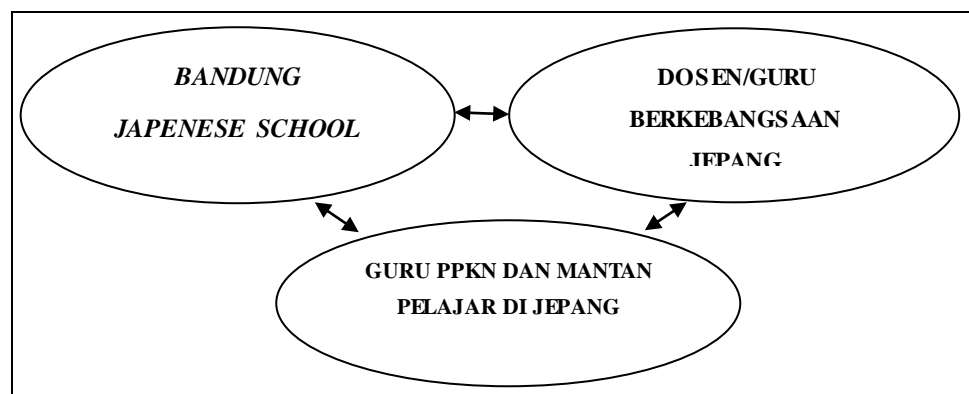 BANDUNG
JAPENESE SCHOOL
DOSEN/GURU
BERKEBANGSAAN
JEPANG
GURU PPKN DAN MANTAN
PELAJAR DI JEPANG